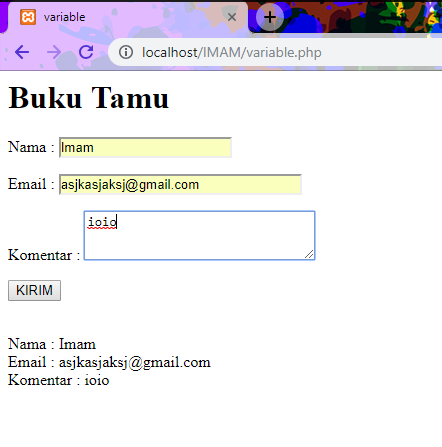 variable
localhost/IMAM/variable.php
Buku Tamu
Nama : Imam
Email : asjkasjaksj@gmail.com
Komentar : ioio
KIRIM
Nama : Imam
Email : asjkasjaksj@gmail.com
Komentar : ioio